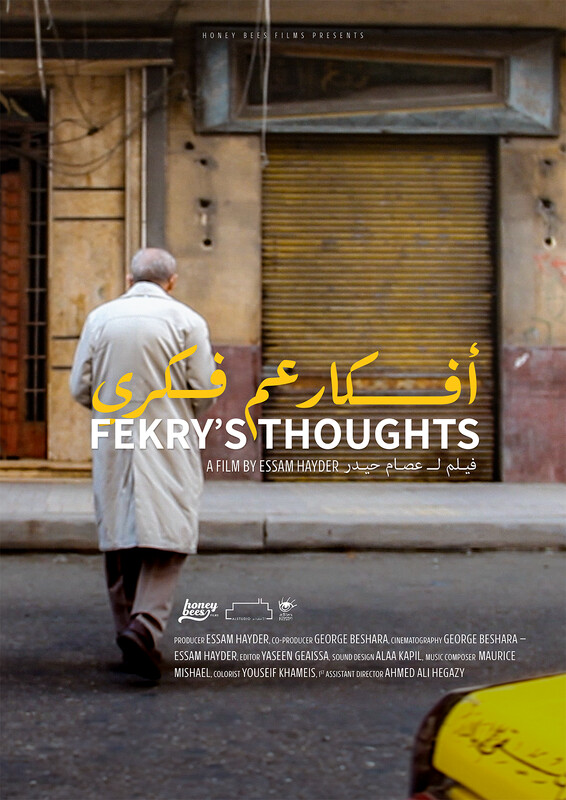 HONEY BEES FILMS PRESENTS
أفكار عم فكري
FEKRY'S THOUGHTS
A FILM BY ESSAM HAYDER فيلم لـ عصام حيدر
honey bees FILMS
PRODUCER ESSAM HAYDER, CO-PRODUCER GEORGE BESHARA, CINEMATOGRAPHY GEORGE BESHARA –
ESSAM HAYDER, EDITOR YASEEN GEAISSA, SOUND DESIGN ALAA KAPIL, MUSIC COMPOSER MAURICE
MISHAEL, COLORIST YOUSEIF KHAMEIS, 1ST ASSISTANT DIRECTOR AHMED ALI HEGAZY